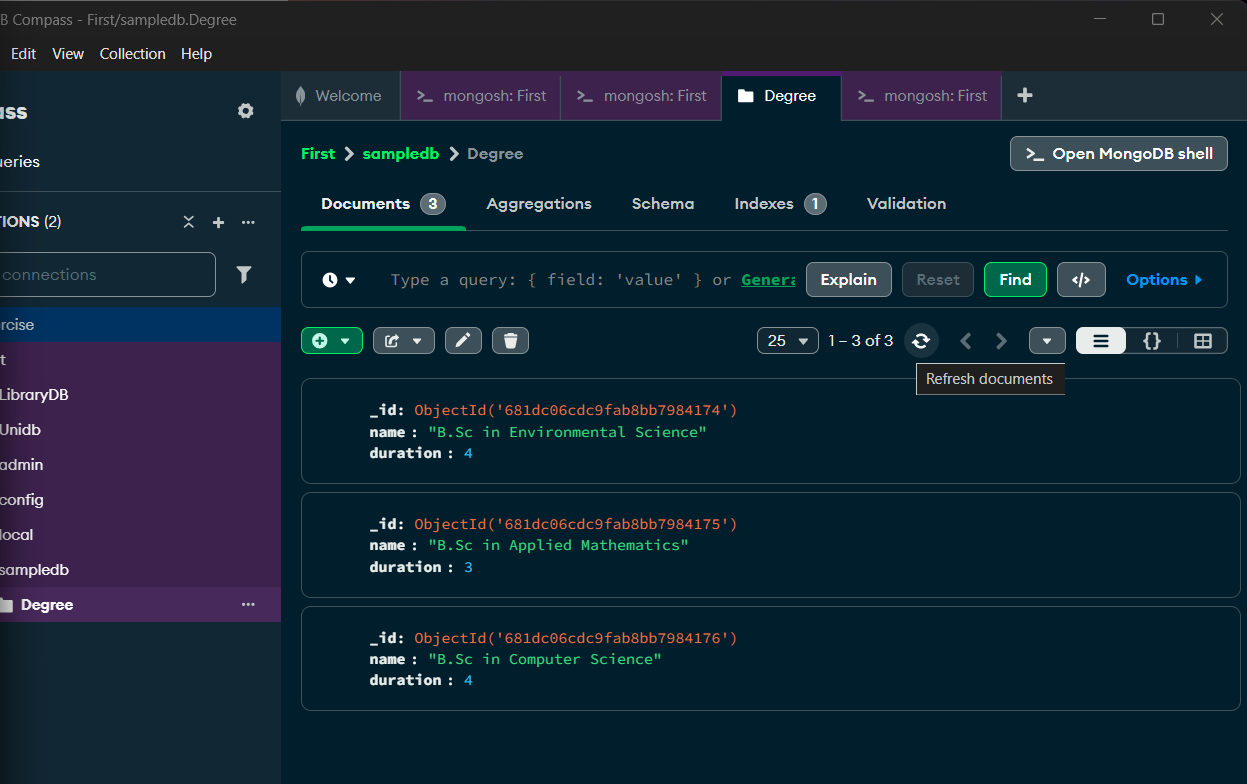 B Compass - First/sampledb.Degree
Edit View Collection Help
ss
Welcome
mongosh: First
mongosh: First
Degree
mongosh: First
ueries
First sampledb Degree
Open MongoDB shell
Documents 3 Aggregations Schema Indexes 1 Validation
TIONS (2)
connections
Type a query: { field: 'value' } or Genera
Explain Reset Find </> Options
rcise
t
LibraryDB
Unidb
admin
config
local
sampledb
Degree
25 1 – 3 of 3 {}
Refresh documents
_id: ObjectId('681dc06cdc9fab8bb7984174')
name : "B.Sc in Environmental Science"
duration : 4
_id: ObjectId('681dc06cdc9fab8bb7984175')
name : "B.Sc in Applied Mathematics"
duration : 3
_id: ObjectId('681dc06cdc9fab8bb7984176')
name : "B.Sc in Computer Science"
duration : 4